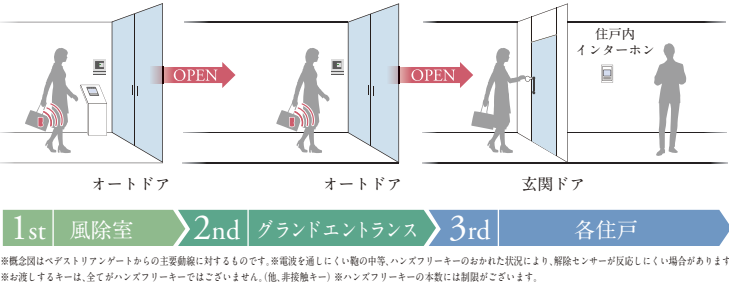 OPEN
OPEN
住戸内
インターホン
オートドア
オートドア
玄関ドア
1st 風除室 2nd グランドエントランス 3rd 各住戸
※概念図はペデストリアンゲートからの主要動線に対するものです。※電波を通しにくい鞄の中等、ハンズフリーキーのおかれた状況により、解除センサーが反応しにくい場合があります
※お渡しするキーは、全てがハンズフリーキーではございません。(他、非接触キー) ※ハンズフリーキーの本数には制限がございます。